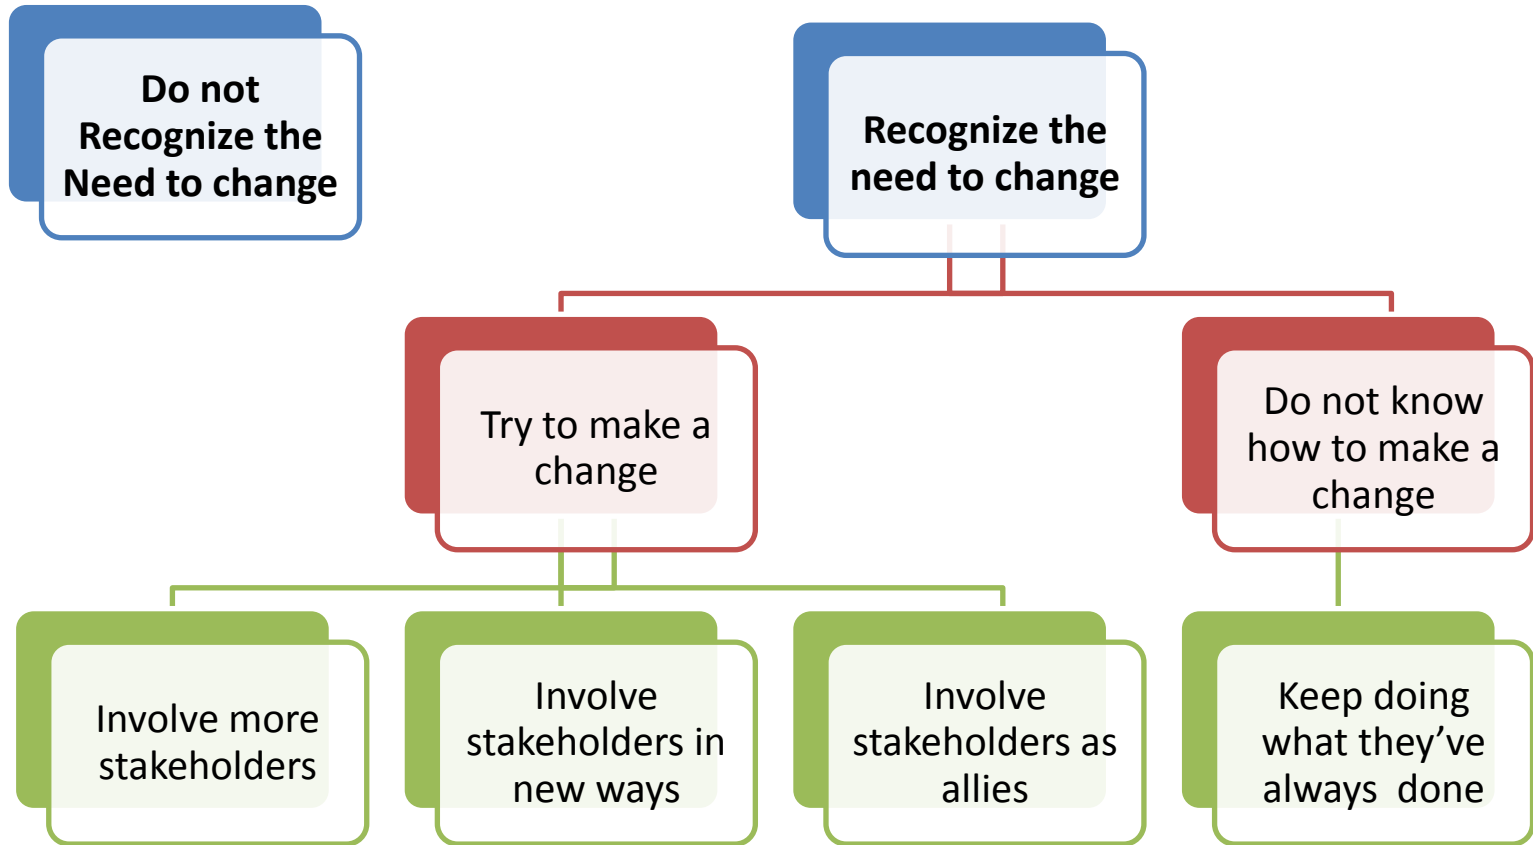 Do not
Recognize the
Need to change
Recognize the
need to change
Try to make a
change
Do not know
how to make a
change
Involve more
stakeholders
Involve
stakeholders in
new ways
Involve
stakeholders as
allies
Keep doing
what they’ve
always  done